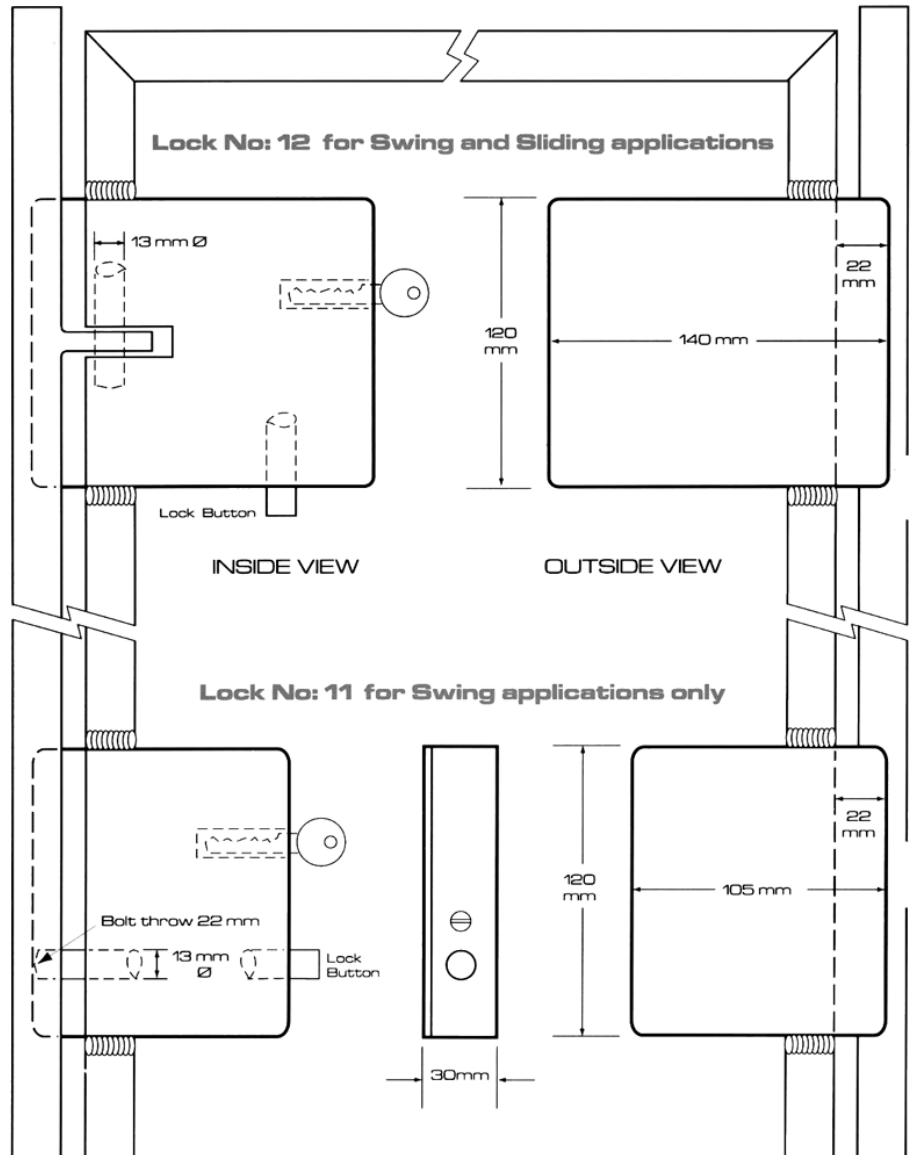 Lock No: 12 for Swing and Sliding applications
13 mm Ø
22
mm
120
mm
140 mm
Lock Button
INSIDE VIEW
OUTSIDE VIEW
Lock No: 11 for Swing applications only
22
mm
120
mm
105 mm
Bolt throw 22 mm
13 mm
Ø
Lock
Button
30mm